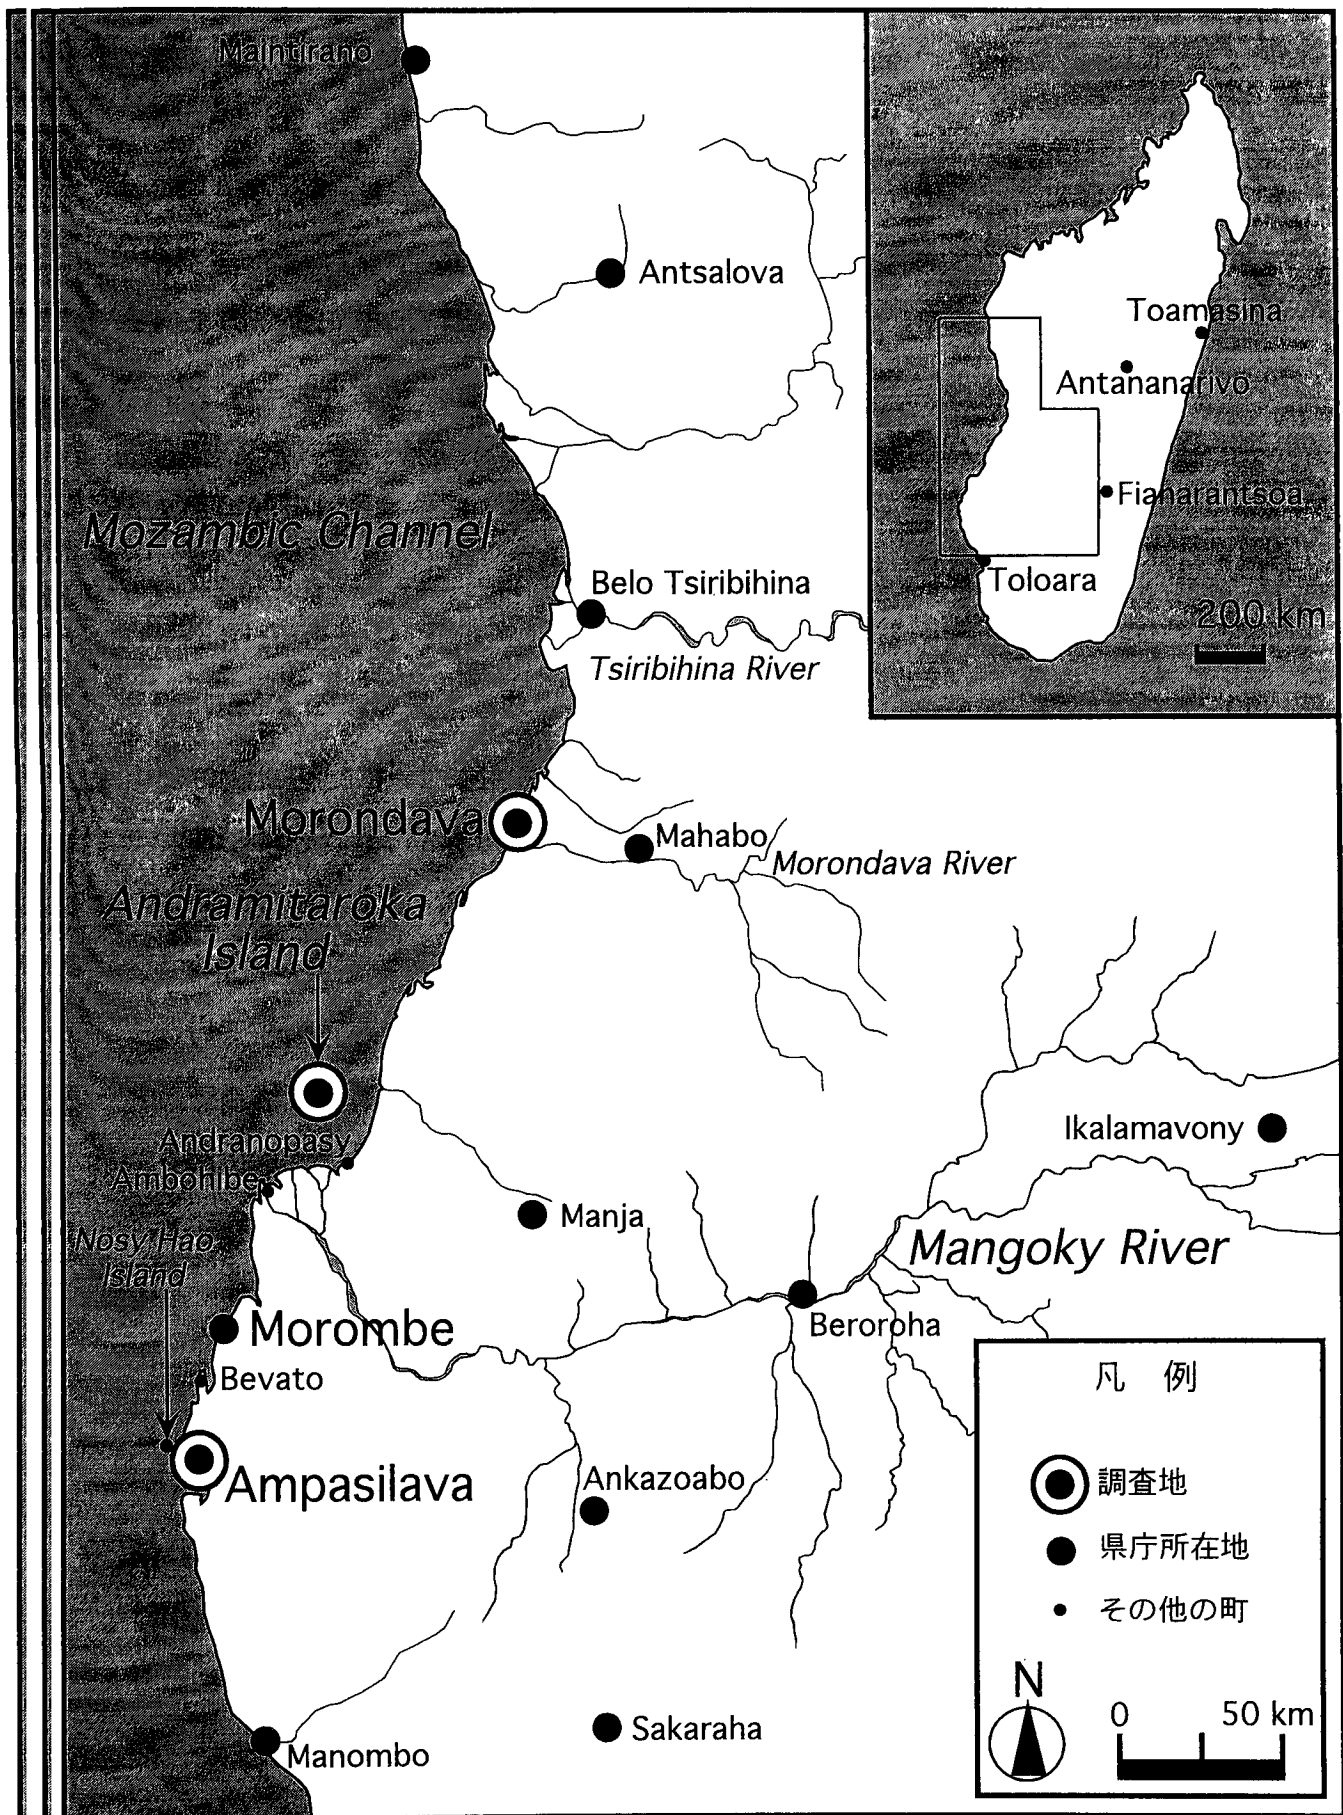 Maintirano
Antsalova
Toamasina
Antananarivo
Fianarantsoa
Toloara
200 km
Mozambic Channel
Belo Tsiribihina
Tsiribihina River
Morondava
Mahabo
Morondava River
Andramitaroka
Island
Andranopasy
Ambohibe
Ikalamavony
Manja
Nosy Hao
Island
Mangoky River
Morombe
Beroroha
Bevato
Ampasilava
Ankazoabo
凡 例
調査地
県庁所在地
その他の町
N
0 50 km
Sakaraha
Manombo